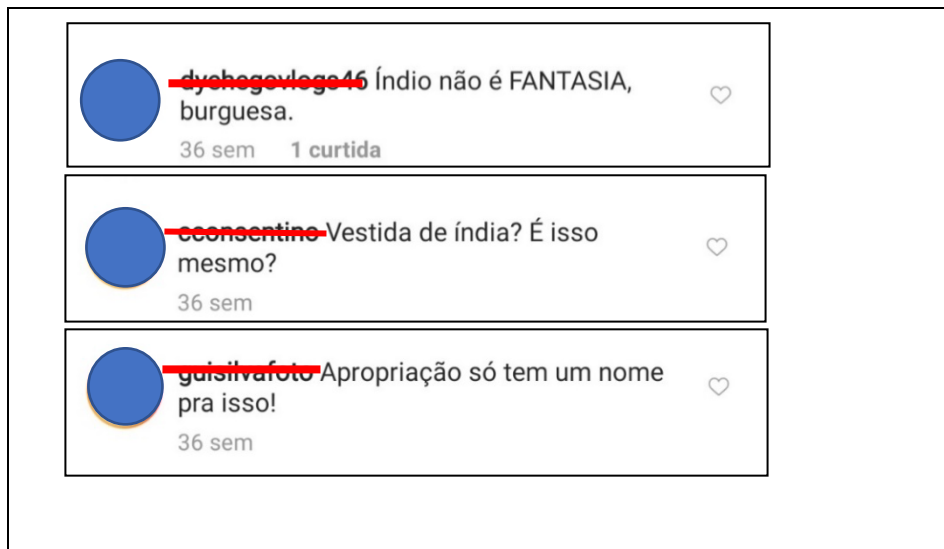 Índio não é FANTASIA,
burguesa.
36 sem 1 curtida
Vestida de índia? É isso
mesmo?
36 sem
Apropriação só tem um nome
pra isso!
36 sem